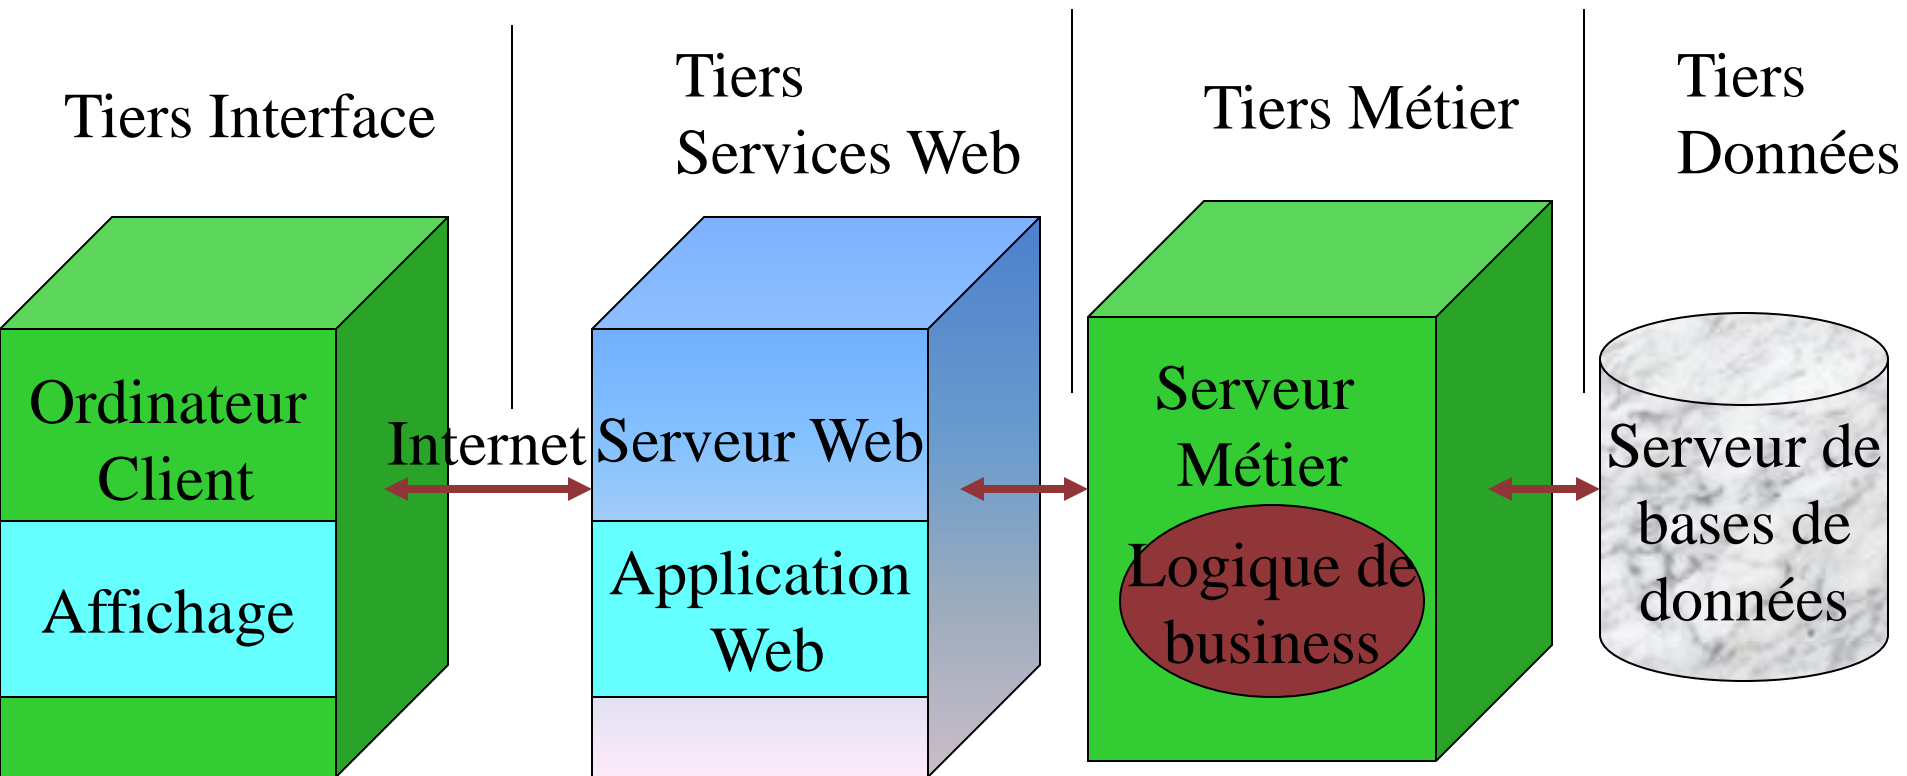 Tiers Interface
Tiers
Services Web
Tiers Métier
Tiers
Données
Ordinateur
Client
Affichage
Internet
Serveur Web
Application
Web
Serveur
Métier
Logique de
business
Serveur de
bases de
données